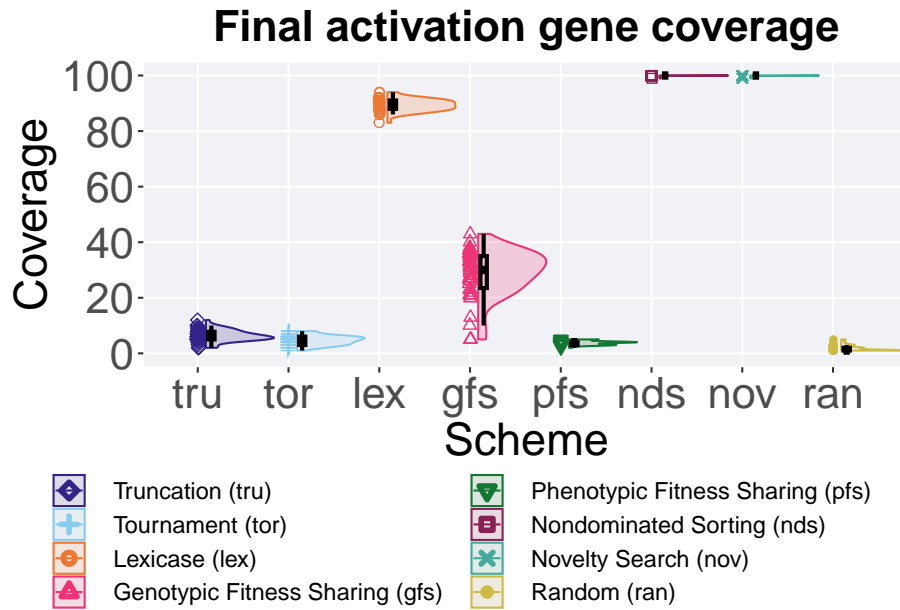 Final activation gene coverage
Coverage
100
80
60
40
20
0
tru tor lex gfs pfs nds nov ran
Scheme
Truncation (tru)
Tournament (tor)
Lexicase (lex)
Genotypic Fitness Sharing (gfs)
Phenotypic Fitness Sharing (pfs)
Nondominated Sorting (nds)
Novelty Search (nov)
Random (ran)